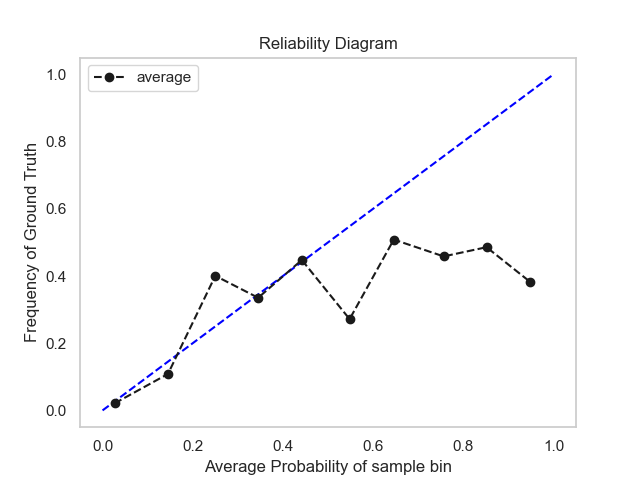 Reliability Diagram
average
1.0
0.8
0.6
0.4
0.2
0.0
Frequency of Ground Truth
0.0 0.2 0.4 0.6 0.8 1.0
Average Probability of sample bin